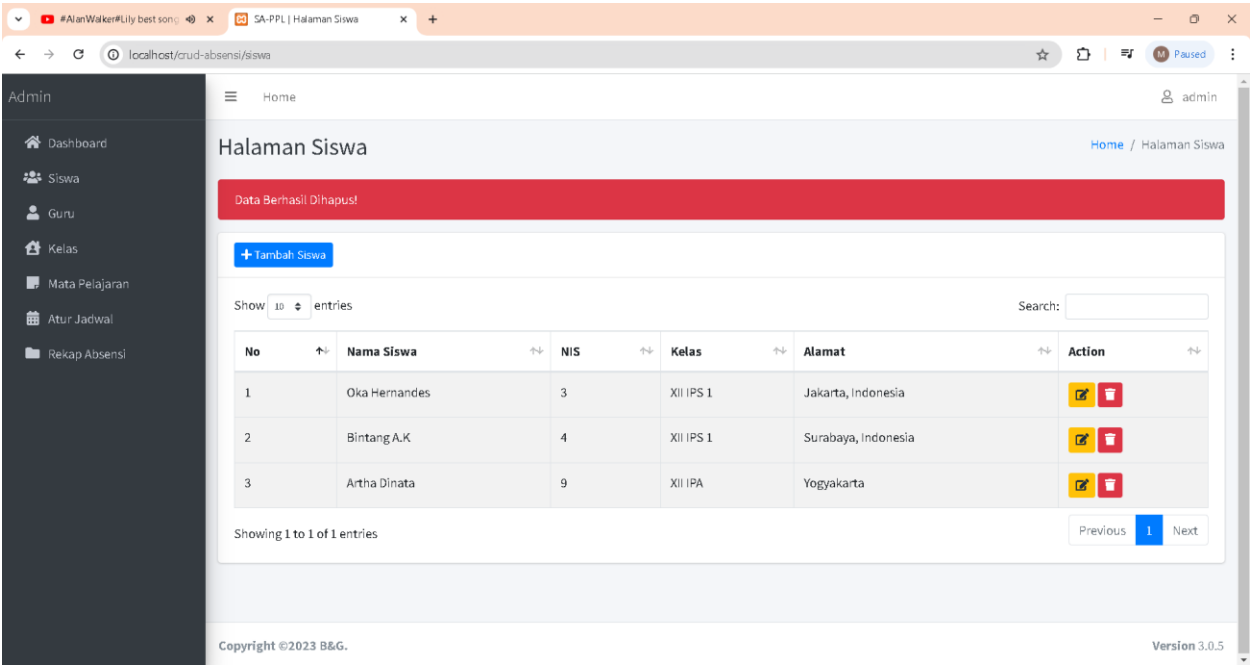 #AlanWalker#Lily best song
SA-PPL | Halaman Siswa
localhost/crud-absensi/siswa
M Paused
Admin
Home
admin
Dashboard
Siswa
Guru
Kelas
Mata Pelajaran
Atur Jadwal
Rekap Absensi
Halaman Siswa
Home / Halaman Siswa
Data Berhasil Dihapus!
Tambah Siswa
Show 10 entries
Search:
No Nama Siswa NIS Kelas Alamat Action
1 Oka Hernandes 3 XII IPS 1 Jakarta, Indonesia
2 Bintang A.K 4 XII IPS 1 Surabaya, Indonesia
3 Artha Dinata 9 XII IPA Yogyakarta
Showing 1 to 1 of 1 entries
Previous 1 Next
Copyright ©2023 B&G.
Version 3.0.5